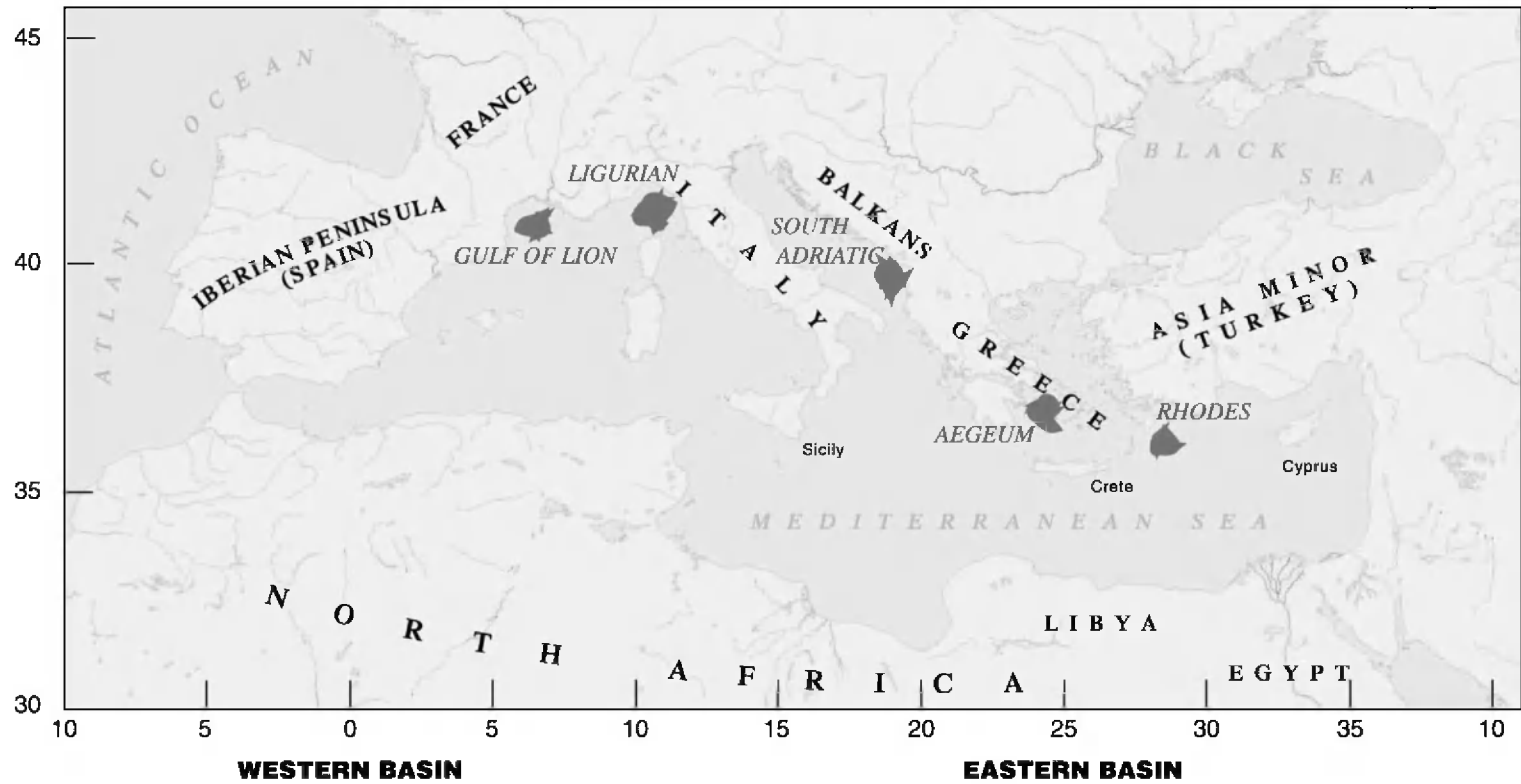 45
40
35
30
10 5 0 5 10 15 20 25 30 35 10
WESTERN BASIN
EASTERN BASIN
ATLANTIC OCEAN
FRANCE
IBERIAN PENINSULA
(SPAIN)
LIGURIAN
GULF OF LION
ITALY
BALKANS
SOUTH
ADRIATIC
BLACK
SEA
GREECE
ASIA MINOR
(TURKEY)
AEGEUM
RHODES
Sicily
Crete
Cyprus
MEDITERRANEAN SEA
NORTH AFRICA
LIBYA
EGYPT